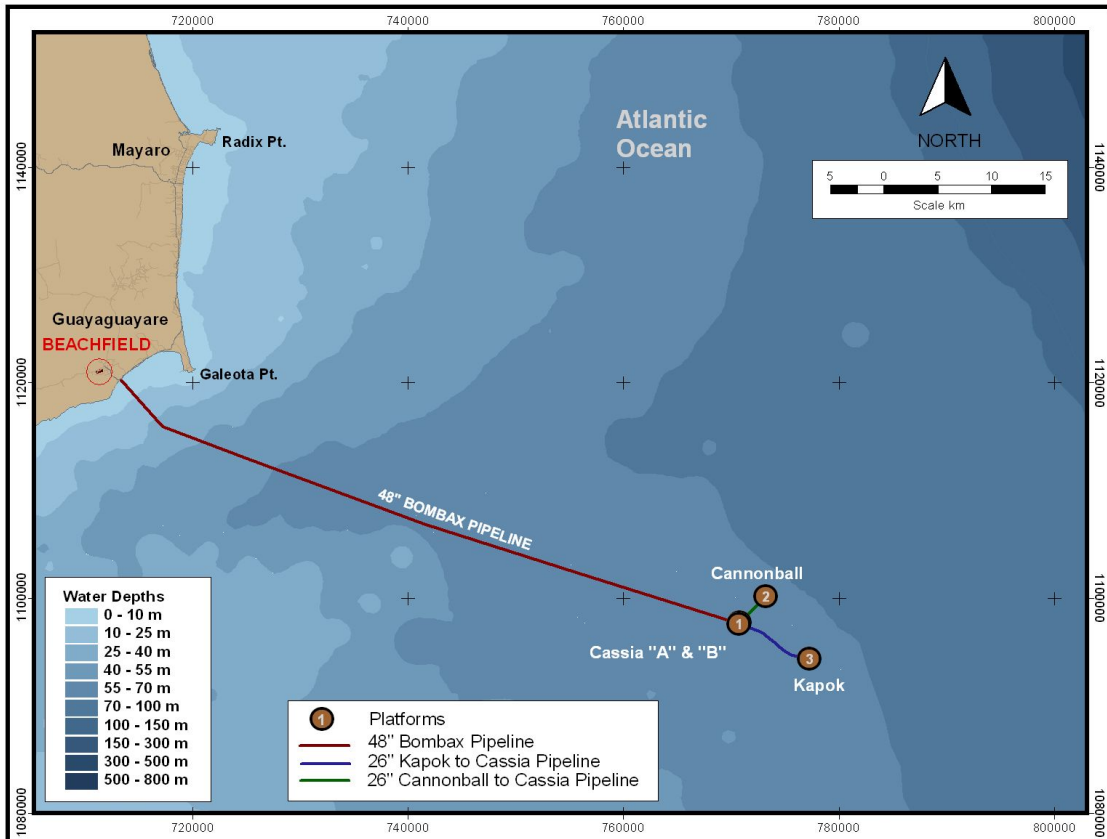 720000 740000 760000 780000 800000
Atlantic
Ocean
NORTH
Radix Pt.
Mayaro
1140000 1140000
5 0 5 10 15
Scale km
Guayaguayare
BEACHFIELD
Galeota Pt.
1120000 1120000
48" BOMBAX PIPELINE
Cannonball
2
1100000 1100000
1
Cassia "A" & "B"
3
Kapok
Water Depths
0 - 10 m
10 - 25 m
25 - 40 m
40 - 55 m
55 - 70 m
70 - 100 m
100 - 150 m
150 - 300 m
300 - 500 m
500 - 800 m
1 Platforms
48" Bombax Pipeline
26" Kapok to Cassia Pipeline
26" Cannonball to Cassia Pipeline
1080000 1080000
720000 740000 760000 780000 800000